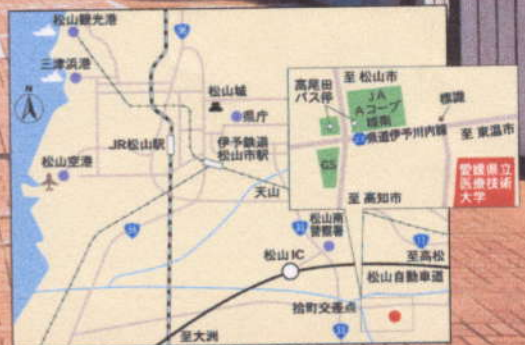 松山観光港
三津浜港
N
松山城
県庁
JR松山駅
伊予鉄道
松山市駅
松山空港
天山
56
松山南
警察署
33
11
松山IC
至高松
松山自動車道
拾町交差点
33
至大洲
至 松山市
高尾田
バス停
JA
Aコープ
城南
標識
県道伊予川内線
至 東温市
GS
至 高知市
愛媛県立
医療技術
大学